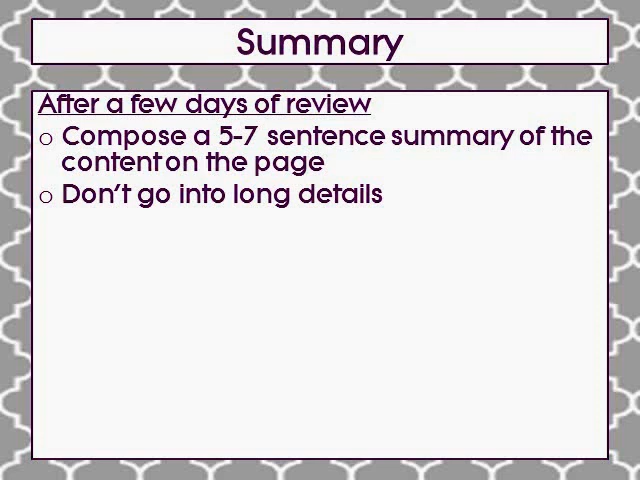 Summary
After a few days of review
o Compose a 5-7 sentence summary of the
content on the page
o Don't go into long details